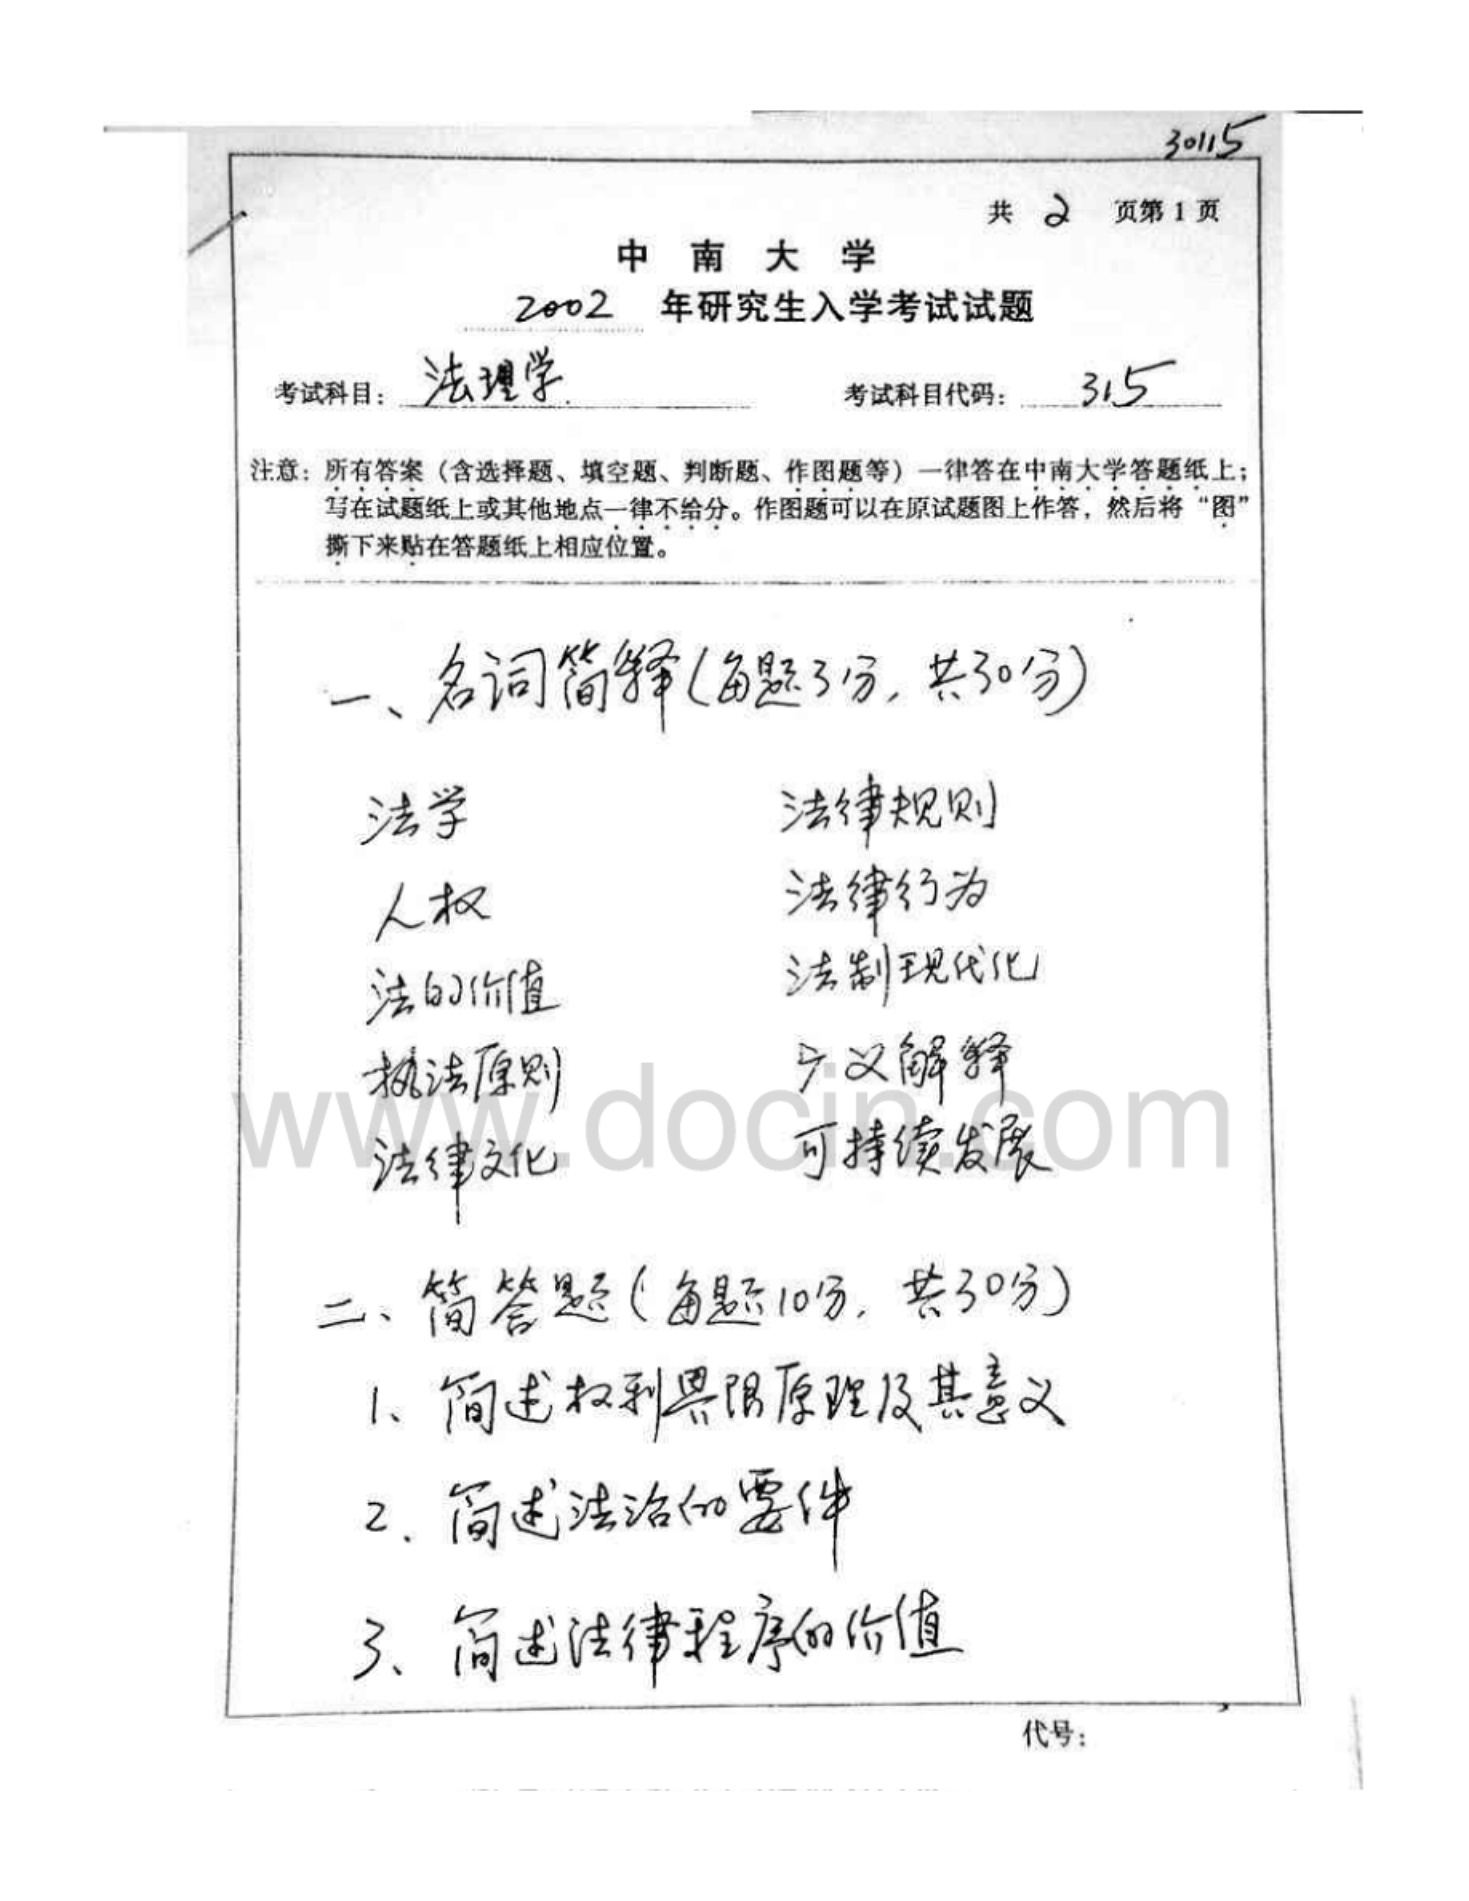 30115
共 2 页第 1 页
中 南 大 学
2002 年研究生入学考试试题
考试科目： 法理学 考试科目代码： 315
注意：所有答案（含选择题、填空题、判断题、作图题等）一律答在中南大学答题纸上；
写在试题纸上或其他地点一律不给分。作图题可以在原试题图上作答，然后将“图”
撕下来贴在答题纸上相应位置。
一、名词简释（每题3分，共30分）
法学 法律规则
人权 法律行为
法的价值 法制现代化
执法原则 广义解释
法律文化 可持续发展
www.docin.com
二、简答题（每题10分，共30分）
1、简述权利界限原理及其意义
2、简述法治的要件
3、简述法律程序的价值
代号：